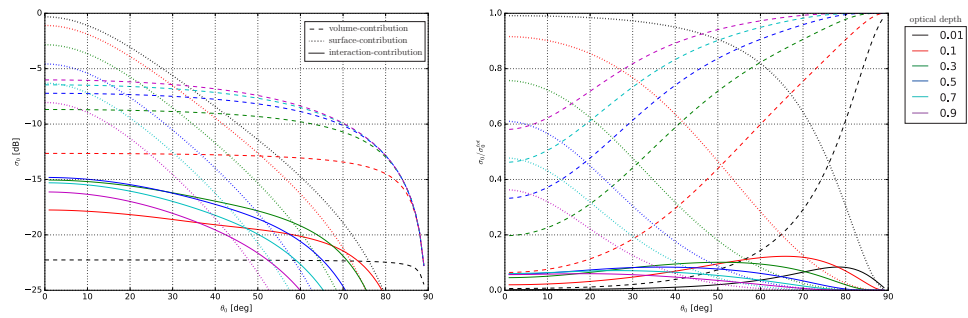 0
−5
−10
−15
−20
−25
σ₀ [dB]
0 10 20 30 40 50 60 70 80 90
θ₀ [deg]
volume-contribution
surface-contribution
interaction-contribution
1.0
0.8
0.6
0.4
0.2
0.0
0 10 20 30 40 50 60 70 80 90
θ₀ [deg]
optical depth
0.01
0.1
0.3
0.5
0.7
0.9